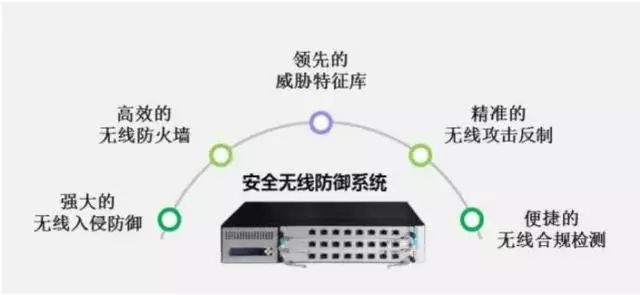 领先的
威胁特征库
高效的
无线防火墙
精准的
无线攻击反制
安全无线防御系统
强大的
无线入侵防御
便捷的
无线合规检测